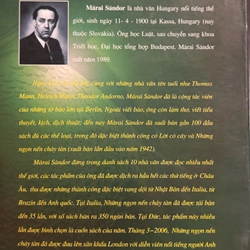 Márai Sándor là nhà văn Hungary nổi tiếng thế
giới, sinh ngày 11- 4 - 1900 tại Kassa, Hungary (nay
thuộc Slovakia). Ông học Luật, sau chuyển sang khoa
Triết học, Đại học tổng hợp Budapest. Márai Sándor
mất năm 1989.
cùng với những nhà văn tên tuổi như Thomas
Mann, Theodor Andorno, Márai Sándor đã là cộng tác viên
của những tờ báo lớn tại Berlin. Ngoài viết báo, ông còn làm thơ, viết tiểu
thuyết, kịch, dịch thuật; đến nay Márai Sándor đã xuất bản gần 100 đầu
sách đủ các thể loại, trong đó đặc biệt thành công có Lời cỏ cây và Những
ngọn nến cháy tàn (xuất bản lần đầu vào năm 1942).
Márai Sándor đứng trong danh sách 10 nhà văn được đọc nhiều nhất
thế giới, các tác phẩm của ông đã được dịch ra hầu hết các thứ tiếng ở Châu
Âu, thu được những thành công đặc biệt vang dội từ Nhật Bản đến Italia, từ
Brazin đến Anh quốc. Tại Italia, Những ngọn nến cháy tàn đã được tái bản
đến 35 lần, với số sách bán ra 350 ngàn bản. Tại Đức, tác phẩm này nhiều
lần được bình chọn là cuốn sách của năm. Tháng 3–2006, Những ngọn nến
cháy tàn đã được đưa lên sân khấu London với diễn viên nổi tiếng người Anh